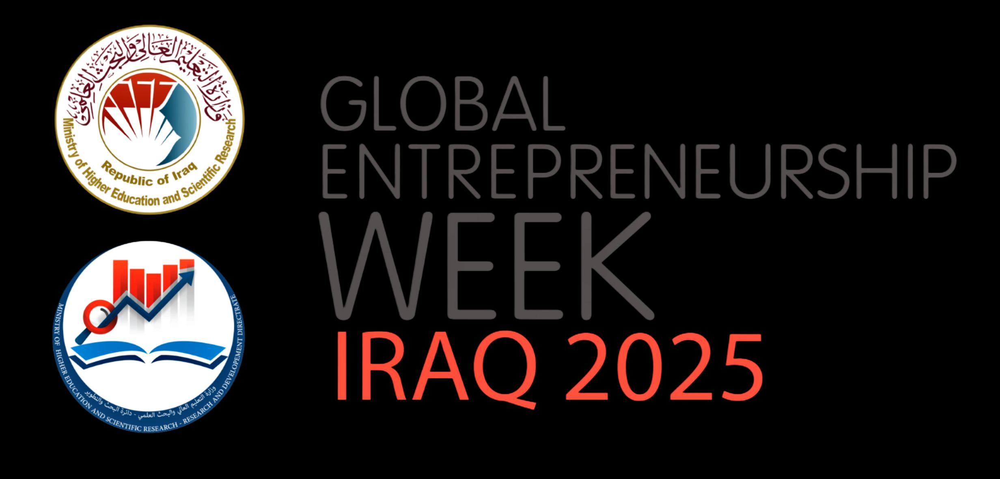 وزارة التعليم العالي والبحث العلمي
Republic of Iraq
Ministry of Higher Education and Scientific Research
GLOBAL
ENTREPRENEURSHIP
WEEK
IRAQ 2025
وزارة التعليم العالي والبحث العلمي - دائرة البحث والتطوير
MINISTRY OF HIGHER EDUCATION AND SCIENTIFIC RESEARCH - RESEARCH AND DEVELOPEMENT DIRECTRATE